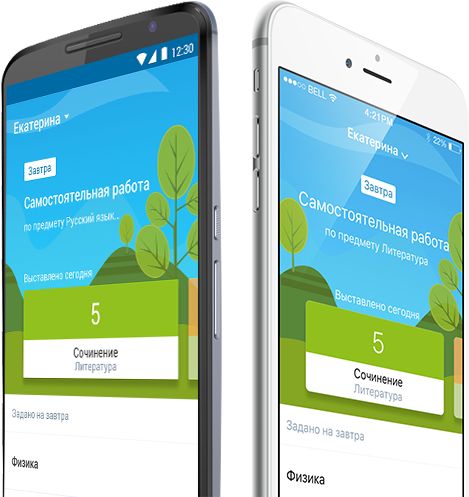 12:30
Екатерина
Завтра
Самостоятельная работа
по предмету Русский язык...
Выставлено сегодня
5
Сочинение
Литература
Задано на завтра
Физика
BELL
4:21PM
22%
Екатерина
Завтра
Самостоятельная работа
по предмету Литература
Выставлено сегодня
5
Сочинение
Литература
Задано на завтра
Физика